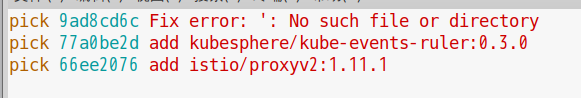 pick 9ad8cd6c Fix error: ': No such file or directory
pick 77a0be2d add kubesphere/kube-events-ruler:0.3.0
pick 66ee2076 add istio/proxyv2:1.11.1